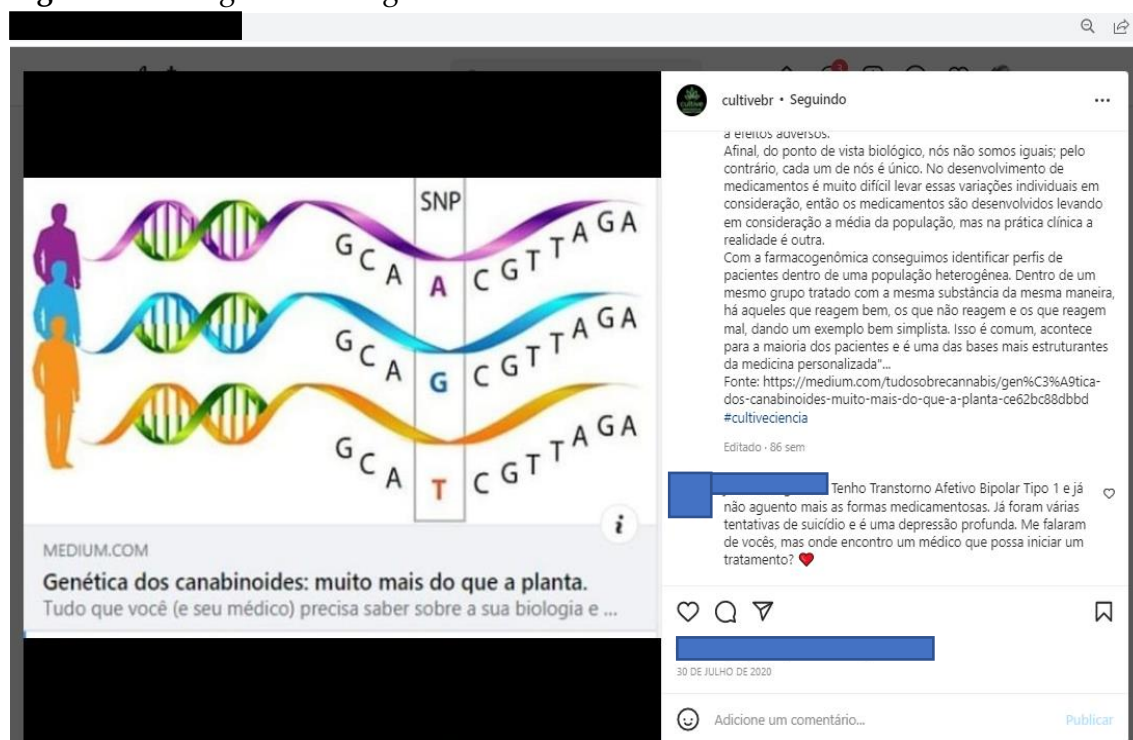 SNP
G C A A C G T T A G A
G C A G C G T T A G A
G C A T C G T T A G A
i
MEDIUM.COM
Genética dos canabinoides: muito mais do que a planta.
Tudo que você (e seu médico) precisa saber sobre a sua biologia e ...
cultivebr • Seguindo
a efeitos adversos.
Afinal, do ponto de vista biológico, nós não somos iguais; pelo
contrário, cada um de nós é único. No desenvolvimento de
medicamentos é muito difícil levar essas variações individuais em
consideração, então os medicamentos são desenvolvidos levando
em consideração a média da população, mas na prática clínica a
realidade é outra.
Com a farmacogenômica conseguimos identificar perfis de
pacientes dentro de uma população heterogênea. Dentro de um
mesmo grupo tratado com a mesma substância da mesma maneira,
há aqueles que reagem bem, os que não reagem e os que reagem
mal, dando um exemplo bem simplista. Isso é comum, acontece
para a maioria dos pacientes e é uma das bases mais estruturantes
da medicina personalizada"...
Fonte: https://medium.com/tudosobrecannabis/gen%C3%A9tica-
dos-canabinoides-muito-mais-do-que-a-planta-ce62bc88dbbd
#cultiveciencia
Editado · 86 sem
Tenho Transtorno Afetivo Bipolar Tipo 1 e já
não aguento mais as formas medicamentosas. Já foram várias
tentativas de suicídio e é uma depressão profunda. Me falaram
de vocês, mas onde encontro um médico que possa iniciar um
tratamento? ❤
30 DE JULHO DE 2020
Adicione um comentário...
Publicar